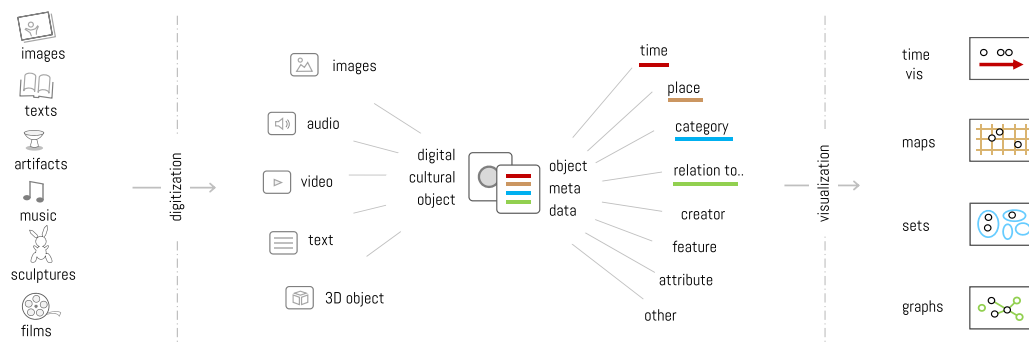 images
texts
artifacts
music
sculptures
films
digitization
images
audio
video
text
3D object
digital
cultural
object
object
meta
data
time
place
category
relation to..
creator
feature
attribute
other
visualization
time
vis
maps
sets
graphs